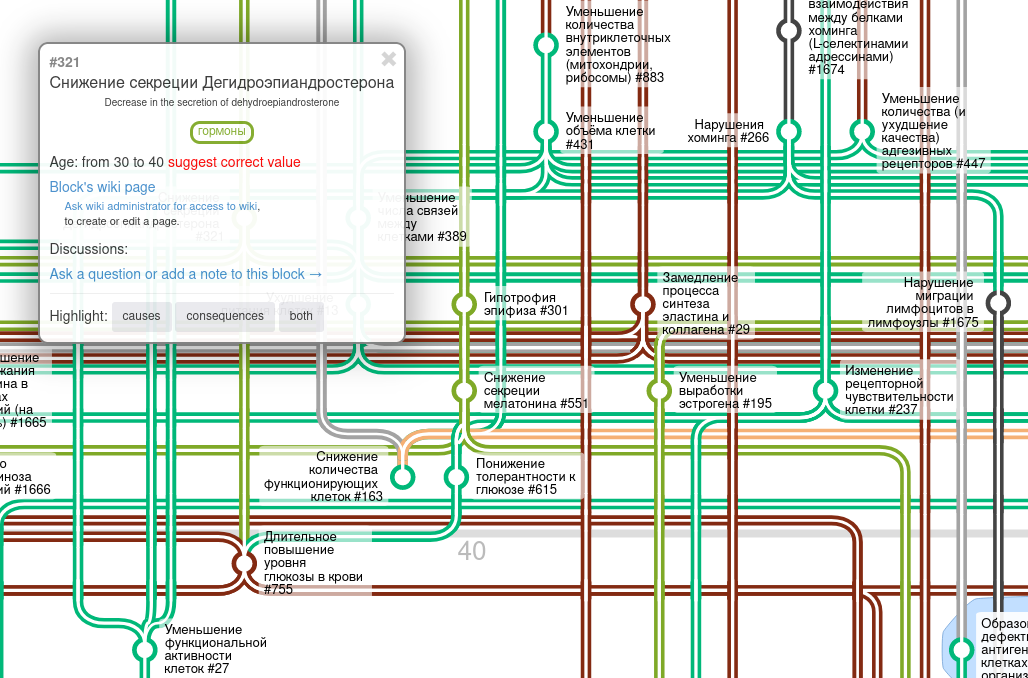 #321
Снижение секреции Дегидроэпиандростерона
Decrease in the secretion of dehydroepiandrosterone
гормоны
Age: from 30 to 40 suggest correct value
Block's wiki page
Ask wiki administrator for access to wiki,
to create or edit a page.
Discussions:
Ask a question or add a note to this block →
Highlight:
causes
consequences
both
Уменьшение
числа связей
между
клетками #389
Уменьшение
количества
внутриклеточных
элементов
(митохондрии,
рибосомы) #883
Уменьшение
объёма клетки
#431
взаимодействия
между белками
хоминга
(L-селектинамии
адрессинами)
#1674
Нарушения
хоминга #266
Уменьшение
количества (и
ухудшение
качества)
адгезивных
рецепторов #447
Гипотрофия
эпифиза #301
Замедление
процесса
синтеза
эластина и
коллагена #29
Нарушение
миграции
лимфоцитов в
лимфоузлы #1675
Снижение
секреции
мелатонина #551
Уменьшение
выработки
эстрогена #195
Изменение
рецепторной
чувствительности
клетки #237
#1665
Снижение
количества
функционирующих
клеток #163
Понижение
толерантности к
глюкозе #615
#1666
Длительное
повышение
уровня
глюкозы в крови
#755
40
Уменьшение
функциональной
активности
клеток #27
клетках